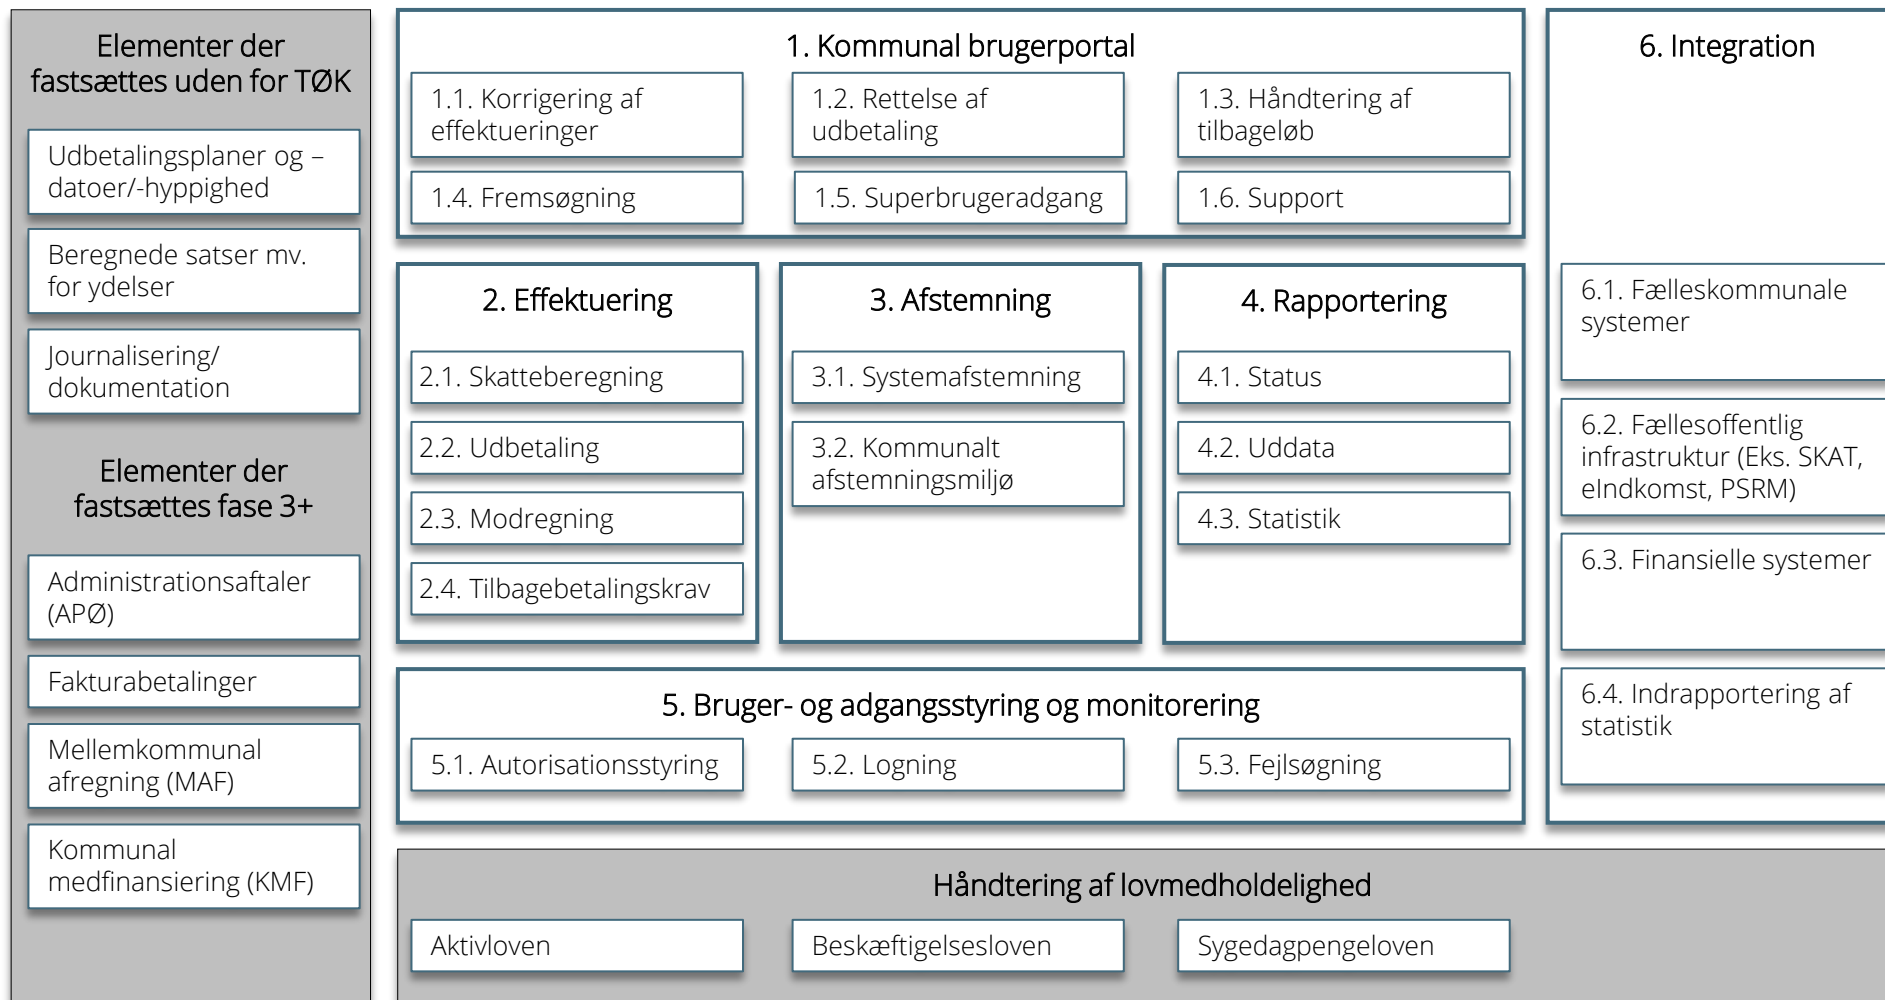 Elementer der
fastsættes uden for TØK
Udbetalingsplaner og –
datoer/-hyppighed
Beregnede satser mv.
for ydelser
Journalisering/
dokumentation
Elementer der
fastsættes fase 3+
Administrationsaftaler
(APØ)
Fakturabetalinger
Mellemkommunal
afregning (MAF)
Kommunal
medfinansiering (KMF)
1. Kommunal brugerportal
1.1. Korrigering af
effektueringer
1.2. Rettelse af
udbetaling
1.3. Håndtering af
tilbageløb
1.4. Fremsøgning
1.5. Superbrugeradgang
1.6. Support
2. Effektuering
2.1. Skatteberegning
2.2. Udbetaling
2.3. Modregning
2.4. Tilbagebetalingskrav
3. Afstemning
3.1. Systemafstemning
3.2. Kommunalt
afstemningsmiljø
4. Rapportering
4.1. Status
4.2. Uddata
4.3. Statistik
5. Bruger- og adgangsstyring og monitorering
5.1. Autorisationsstyring
5.2. Logning
5.3. Fejlsøgning
6. Integration
6.1. Fælleskommunale
systemer
6.2. Fællesoffentlig
infrastruktur (Eks. SKAT,
eIndkomst, PSRM)
6.3. Finansielle systemer
6.4. Indrapportering af
statistik
Håndtering af lovmedholdelighed
Aktivloven
Beskæftigelsesloven
Sygedagpengeloven